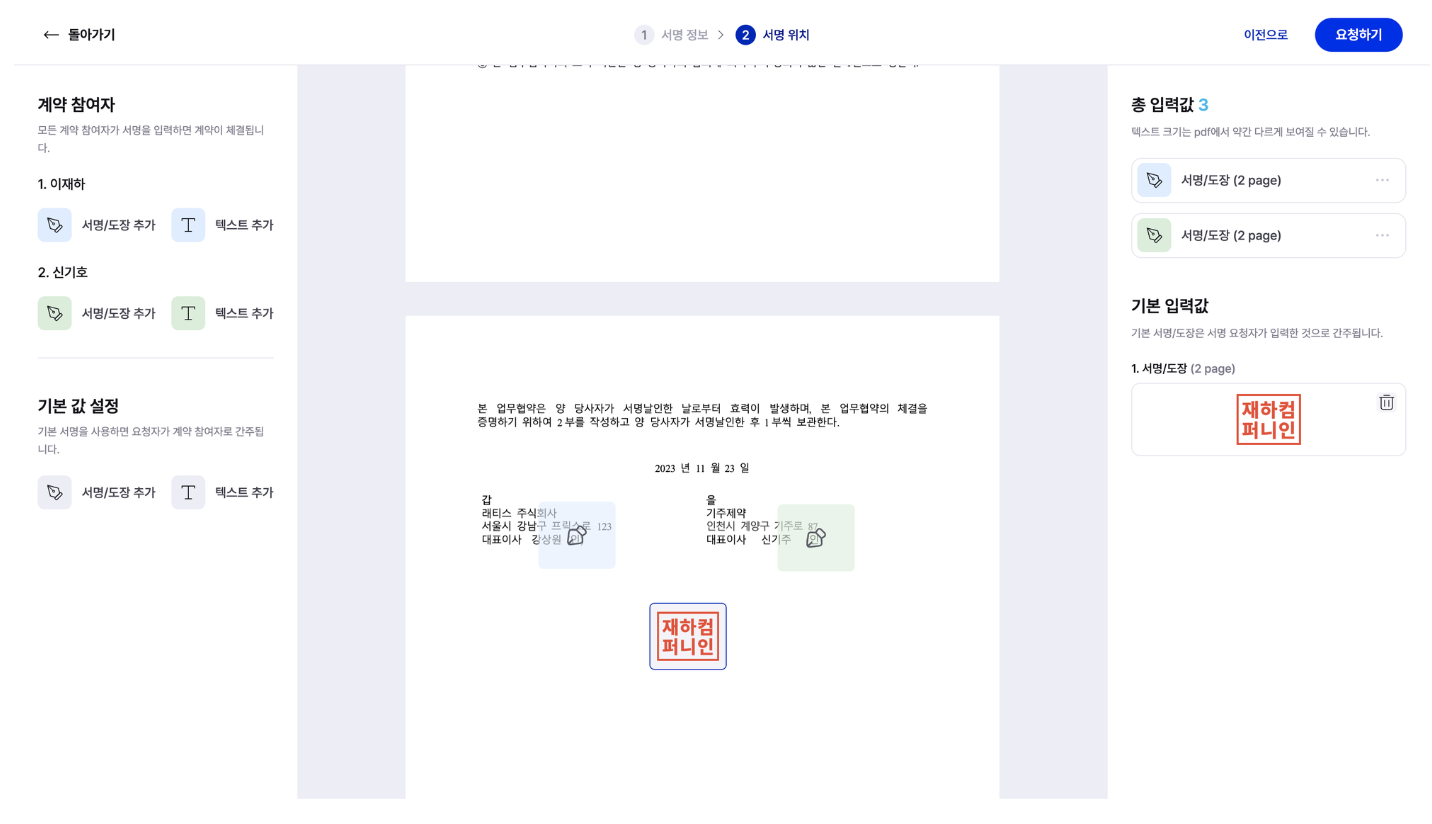 돌아가기
1 서명 정보
2 서명 위치
이전으로
요청하기
계약 참여자
모든 계약 참여자가 서명을 입력하면 계약이 체결됩니
다.
1. 이재하
서명/도장 추가
텍스트 추가
2. 신기호
서명/도장 추가
텍스트 추가
기본 값 설정
기본 서명을 사용하면 요청자가 계약 참여자로 간주됩
니다.
서명/도장 추가
텍스트 추가
본 업무협약은 양 당사자가 서명날인한 날로부터 효력이 발생하며, 본 업무협약의 체결을
증명하기 위하여 2부를 작성하고 양 당사자가 서명날인한 후 1부씩 보관한다.
2023 년 11 월 23 일
갑
래티스 주식회사
서울시 강남구 프릭스로 123
대표이사 강상원 인
을
기주제약
인천시 계양구 기주로 87
대표이사 신기주 인
재하컴
퍼니인
총 입력값 3
텍스트 크기는 pdf에서 약간 다르게 보여질 수 있습니다.
서명/도장 (2 page)
서명/도장 (2 page)
기본 입력값
기본 서명/도장은 서명 요청자가 입력한 것으로 간주됩니다.
1. 서명/도장 (2 page)
재하컴
퍼니인